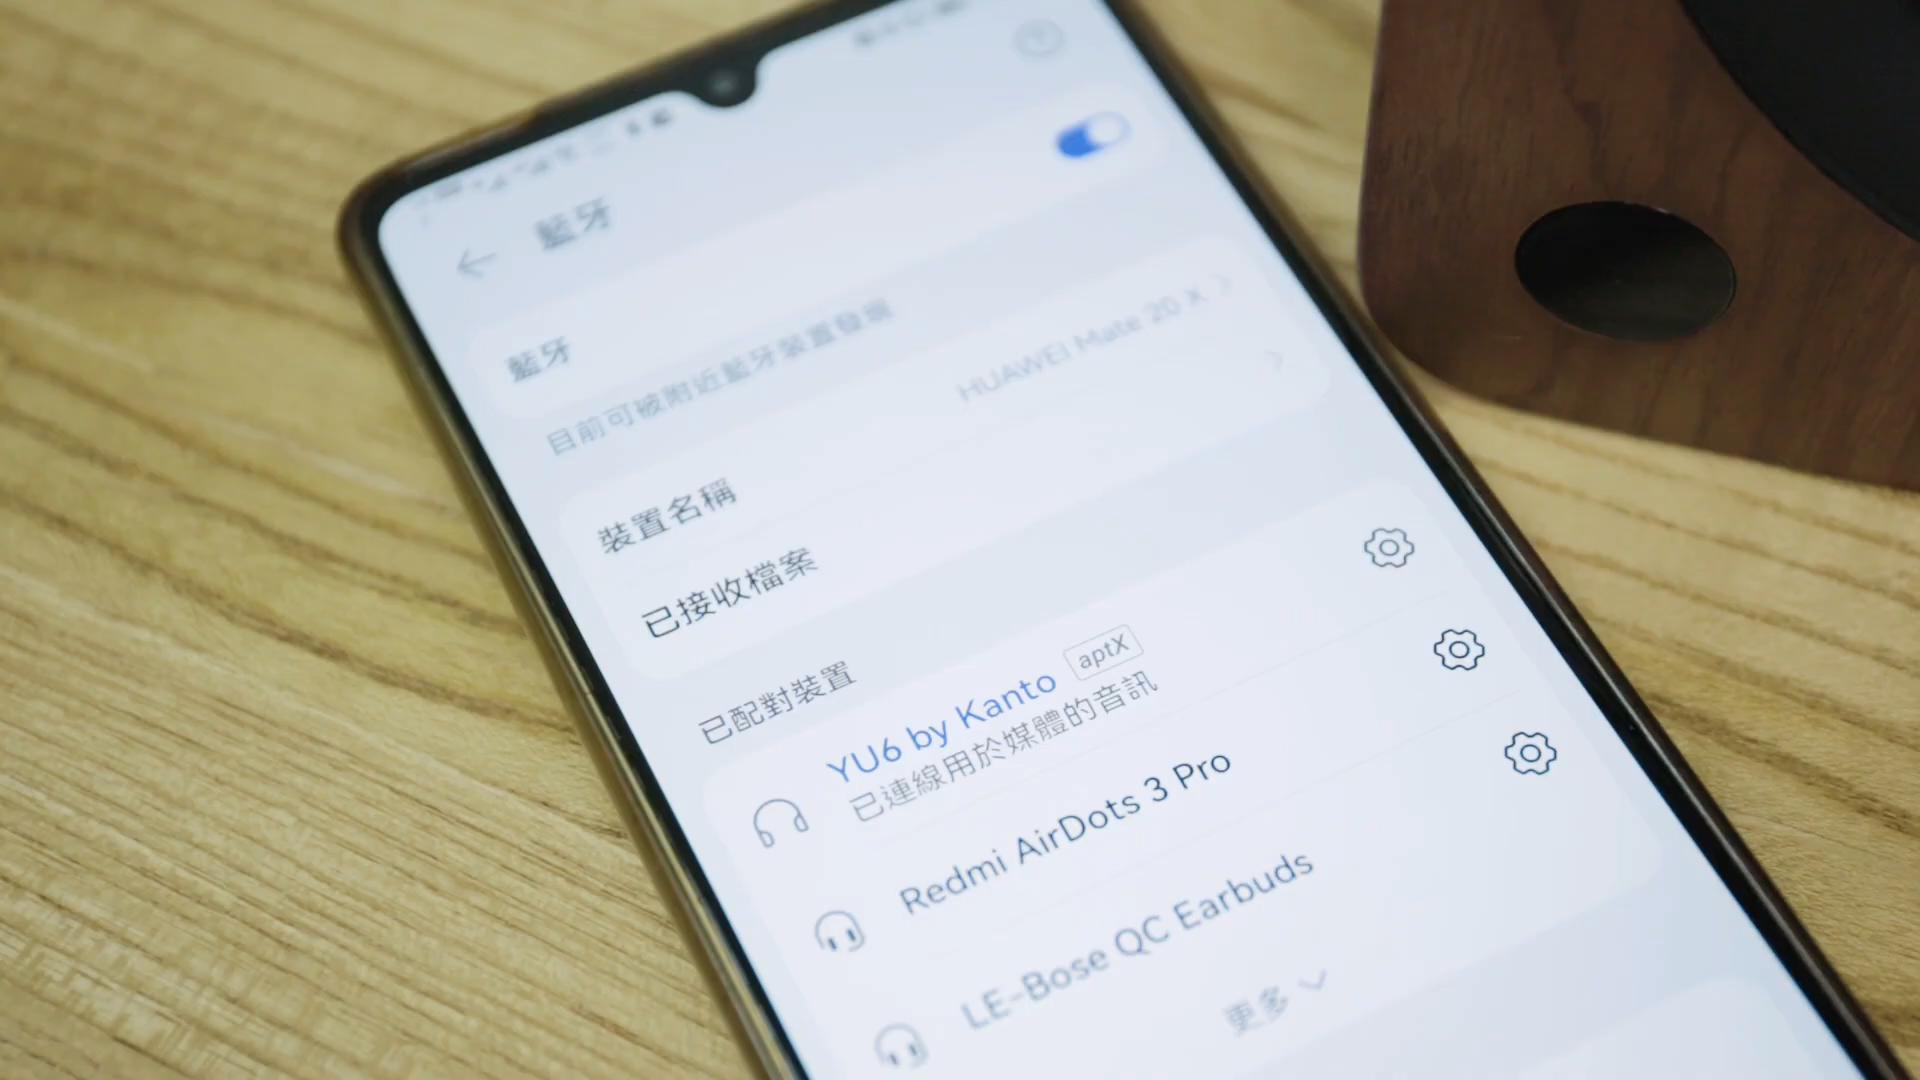 藍牙
藍牙
目前可被附近藍牙裝置發現
裝置名稱 HUAWEI Mate 20 X
已接收檔案
已配對裝置
YU6 by Kanto aptX
已連線用於媒體的音訊
Redmi AirDots 3 Pro
LE-Bose QC Earbuds
更多